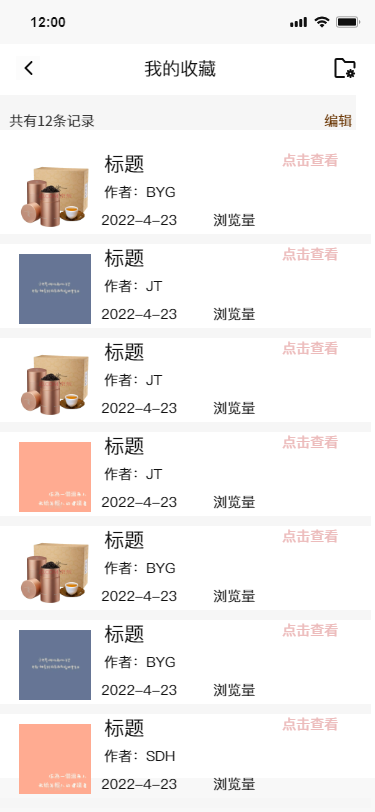 12:00
我的收藏
共有12条记录 编辑
标题 点击查看
作者：BYG
2022-4-23 浏览量
标题 点击查看
作者：JT
2022-4-23 浏览量
标题 点击查看
作者：JT
2022-4-23 浏览量
标题 点击查看
作者：JT
2022-4-23 浏览量
标题 点击查看
作者：BYG
2022-4-23 浏览量
标题 点击查看
作者：BYG
2022-4-23 浏览量
标题 点击查看
作者：SDH
2022-4-23 浏览量